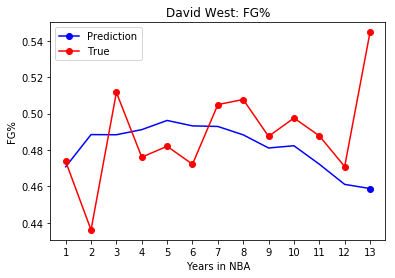 David West: FG%
Prediction
True
FG%
0.54
0.52
0.50
0.48
0.46
0.44
1 2 3 4 5 6 7 8 9 10 11 12 13
Years in NBA